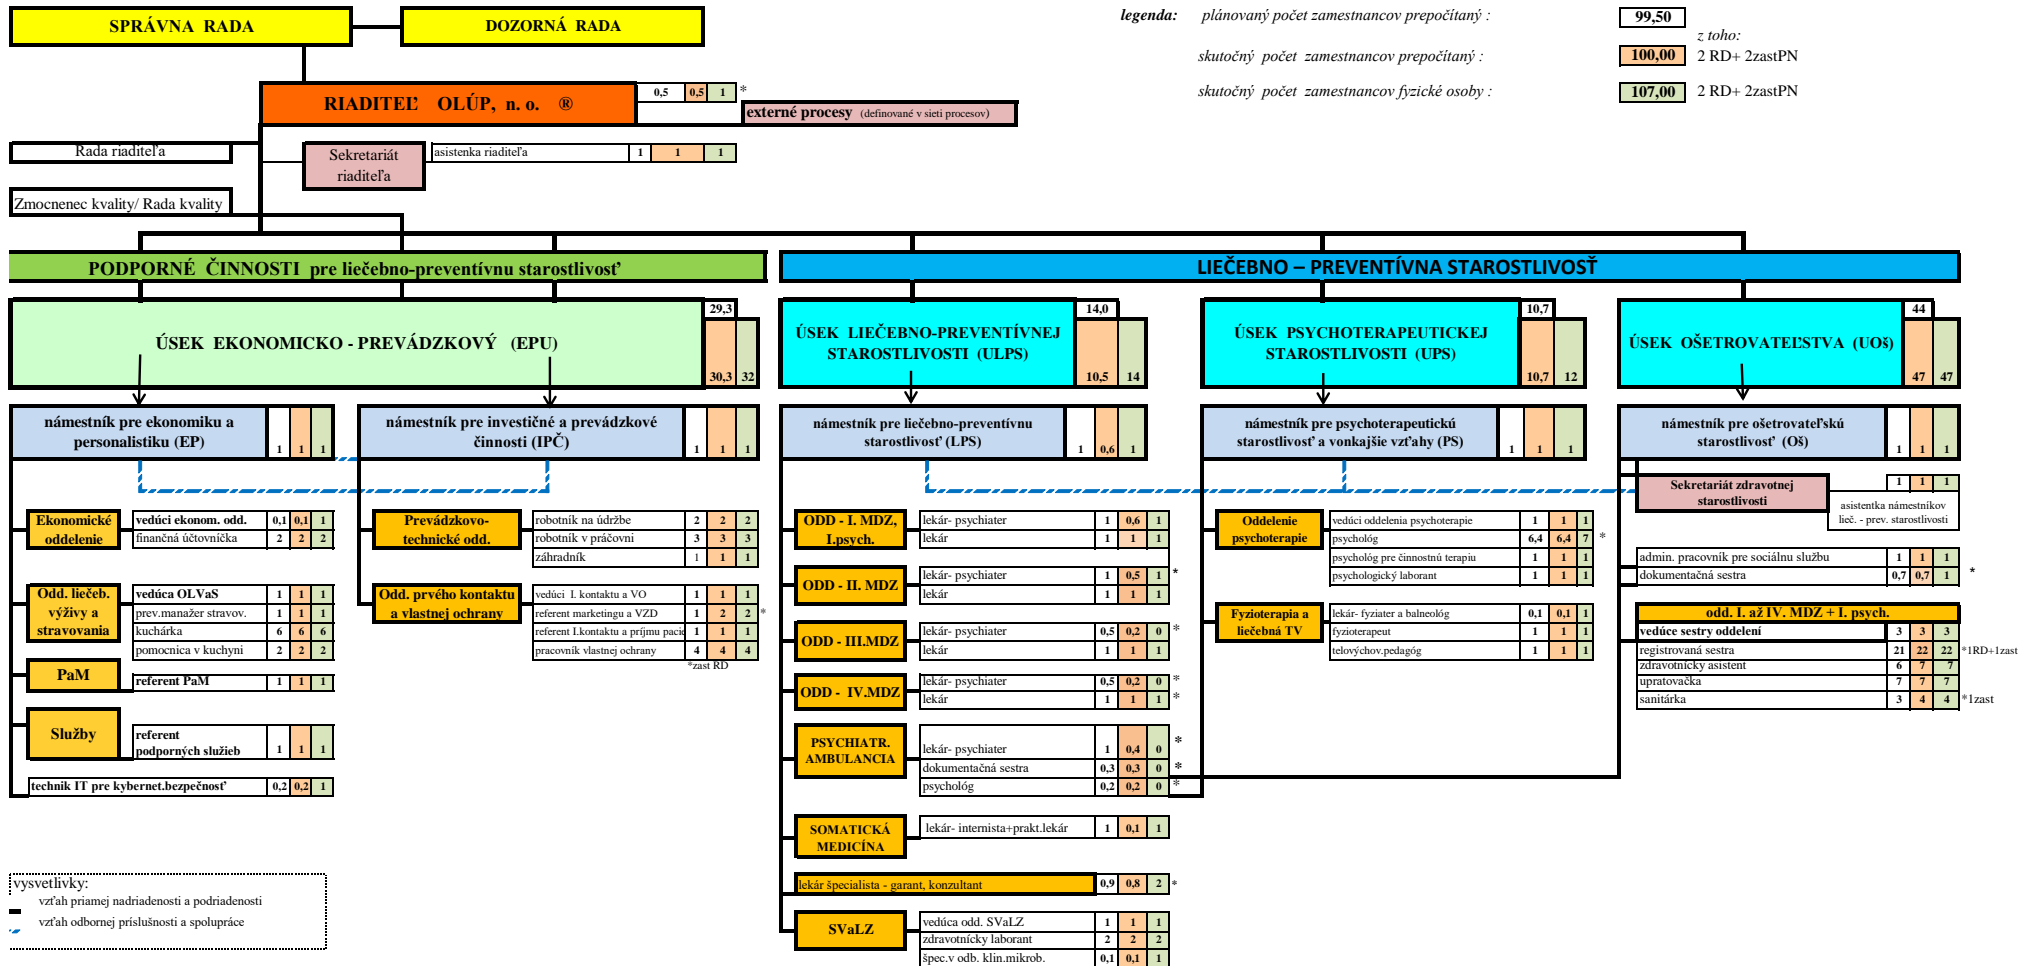 SPRÁVNA RADA
DOZORNÁ RADA
legenda: plánovaný počet zamestnancov prepočítaný : 99,50
z toho:
skutočný počet zamestnancov prepočítaný : 100,00 2 RD+ 2zastPN
skutočný počet zamestnancov fyzické osoby : 107,00 2 RD+ 2zastPN
RIADITEĽ OLÚP, n. o. ® 0,5 0,5 1 *
externé procesy (definované v sieti procesov)
Rada riaditeľa
Sekretariát
riaditeľa
asistenka riaditeľa 1 1 1
Zmocnenec kvality/ Rada kvality
PODPORNÉ ČINNOSTI pre liečebno-preventívnu starostlivosť
LIEČEBNO – PREVENTÍVNA STAROSTLIVOSŤ
ÚSEK EKONOMICKO - PREVÁDZKOVÝ (EPU)
29,3
30,3 32
ÚSEK LIEČEBNO-PREVENTÍVNEJ
STAROSTLIVOSTI (ULPS)
14,0
10,5 14
ÚSEK PSYCHOTERAPEUTICKEJ
STAROSTLIVOSTI (UPS)
10,7
10,7 12
ÚSEK OŠETROVATEĽSTVA (UOš)
44
47 47
námestník pre ekonomiku a
personalistiku (EP) 1 1 1
námestník pre investičné a prevádzkové
činnosti (IPČ) 1 1 1
námestník pre liečebno-preventívnu
starostlivosť (LPS) 1 0,6 1
námestník pre psychoterapeutickú
starostlivosť a vonkajšie vzťahy (PS) 1 1 1
námestník pre ošetrovateľskú
starostlivosť (Oš) 1 1 1
Ekonomické
oddelenie
vedúci ekonom. odd. 0,1 0,1 1
finančná účtovníčka 2 2 2
Odd. liečeb.
výživy a
stravovania
vedúca OLVaS 1 1 1
prev.manažer stravov. 1 1 1
kuchárka 6 6 6
pomocnica v kuchyni 2 2 2
PaM
referent PaM 1 1 1
Služby
referent
podporných služieb 1 1 1
technik IT pre kybernet.bezpečnosť 0,2 0,2 1
Prevádzkovo-
technické odd.
robotník na údržbe 2 2 2
robotník v práčovni 3 3 3
záhradník 1 1 1
Odd. prvého kontaktu
a vlastnej ochrany
vedúci I. kontaktu a VO 1 1 1
referent marketingu a VZD 1 2 2 *
referent I.kontaktu a príjmu pacie 1 1 1
pracovník vlastnej ochrany 4 4 4
*zast RD
ODD - I. MDZ,
I.psych.
lekár- psychiater 1 0,6 1
lekár 1 1 1
ODD - II. MDZ
lekár- psychiater 1 0,5 1 *
lekár 1 1 1
ODD - III.MDZ
lekár- psychiater 0,5 0,2 0 *
lekár 1 1 1
ODD - IV.MDZ
lekár- psychiater 0,5 0,2 0 *
lekár 1 1 1 *
PSYCHIATR.
AMBULANCIA
lekár- psychiater 1 0,4 0 *
dokumentačná sestra 0,3 0,3 0 *
psychológ 0,2 0,2 0 *
SOMATICKÁ
MEDICÍNA
lekár- internista+prakt.lekár 1 0,1 1
lekár špecialista - garant, konzultant 0,9 0,8 2 *
SVaLZ
vedúca odd. SVaLZ 1 1 1
zdravotnícky laborant 2 2 2
špec.v odb. klin.mikrob. 0,1 0,1 1
Oddelenie
psychoterapie
vedúci oddelenia psychoterapie 1 1 1
psychológ 6,4 6,4 7 *
psychológ pre činnostnú terapiu 1 1 1
psychologický laborant 1 1 1
Fyzioterapia a
liečebná TV
lekár- fyziater a balneológ 0,1 0,1 1
fyzioterapeut 1 1 1
telovýchov.pedagóg 1 1 1
Sekretariát zdravotnej
starostlivosti
1 1 1
asistentka námestníkov
lieč. - prev. starostlivosti
admin. pracovník pre sociálnu službu 1 1 1
dokumentačná sestra 0,7 0,7 1 *
odd. I. až IV. MDZ + I. psych.
vedúce sestry oddelení 3 3 3
registrovaná sestra 21 22 22 *1RD+1zast
zdravotnícky asistent 6 7 7
upratovačka 7 7 7
sanitárka 3 4 4 *1zast
vysvetlivky:
vzťah priamej nadriadenosti a podriadenosti
vzťah odbornej príslušnosti a spolupráce